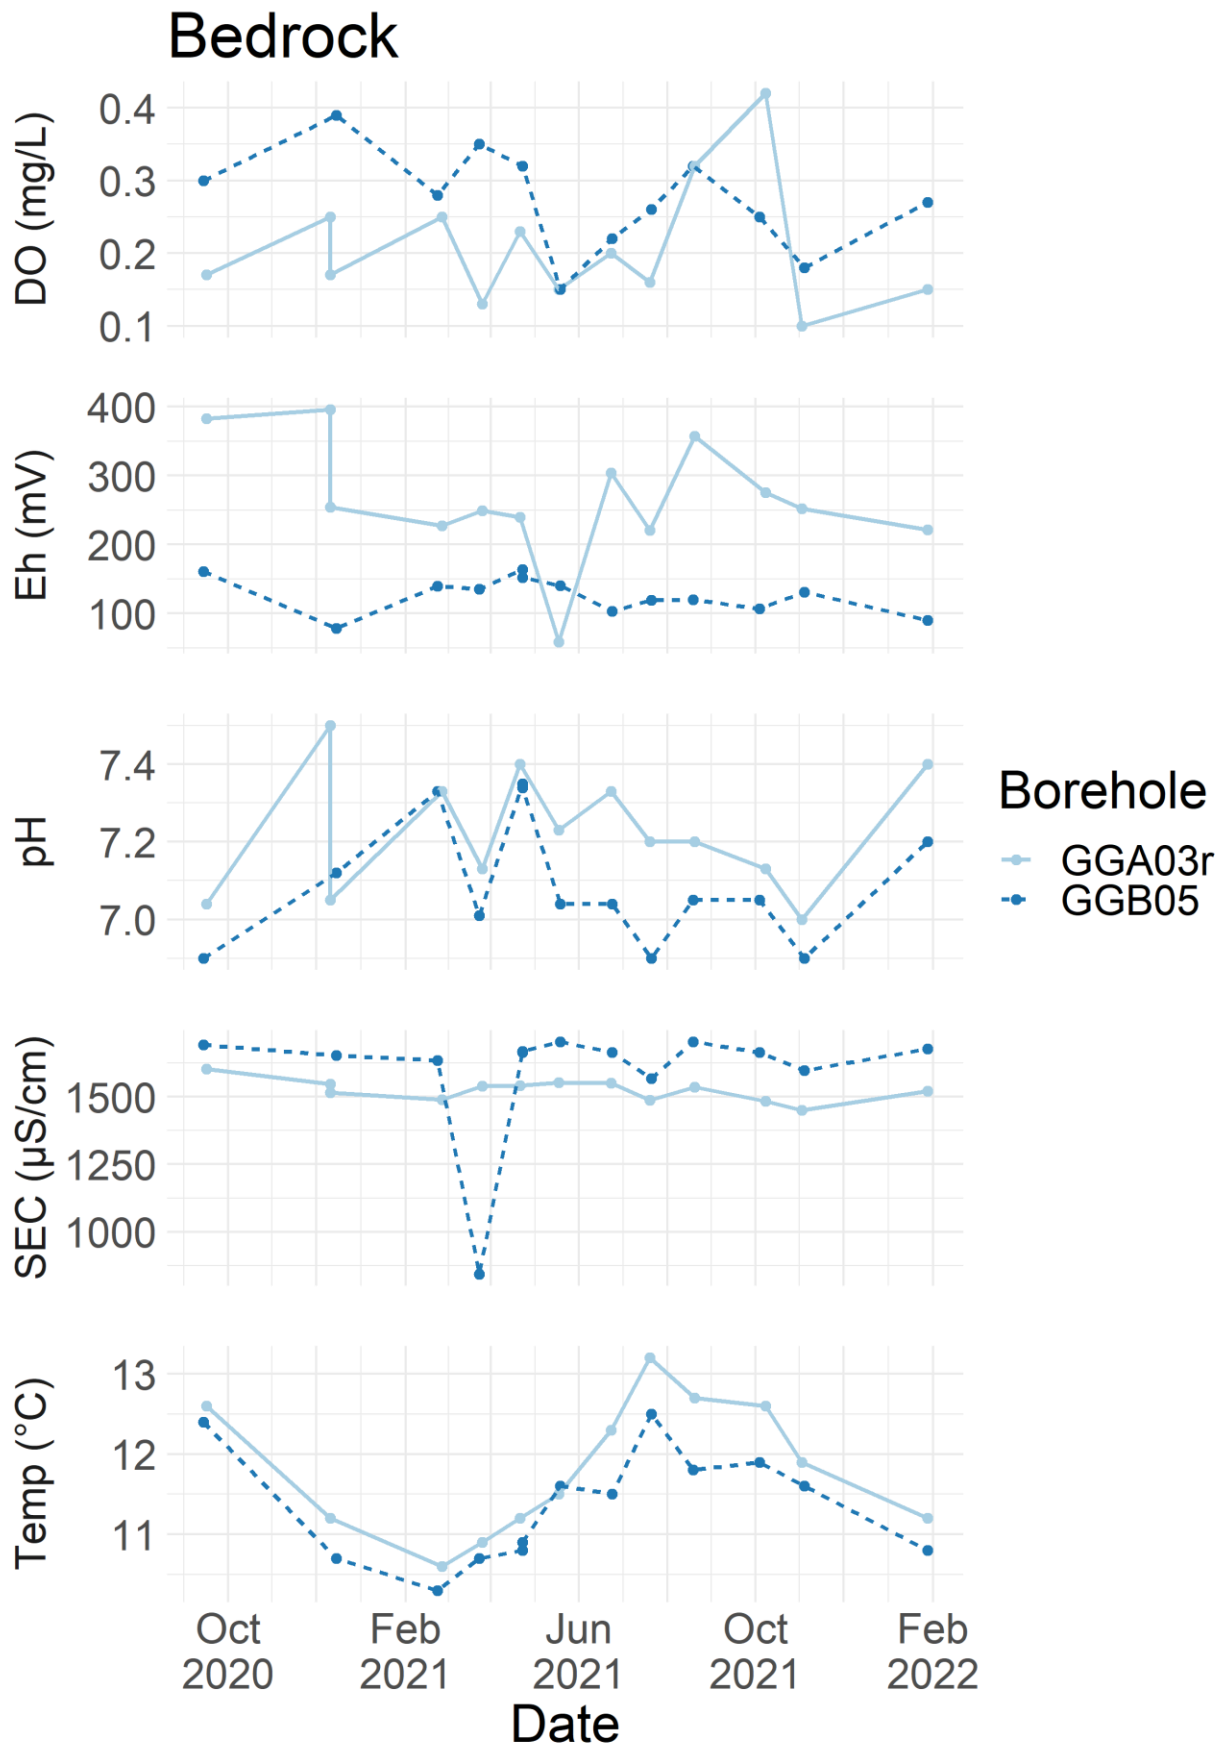 Bedrock
DO (mg/L)
0.4
0.3
0.2
0.1
Eh (mV)
400
300
200
100
pH
7.4
7.2
7.0
Borehole
GGA03r
GGB05
SEC (µS/cm)
1500
1250
1000
Temp (°C)
13
12
11
Oct Feb Jun Oct Feb
2020 2021 2021 2021 2022
Date